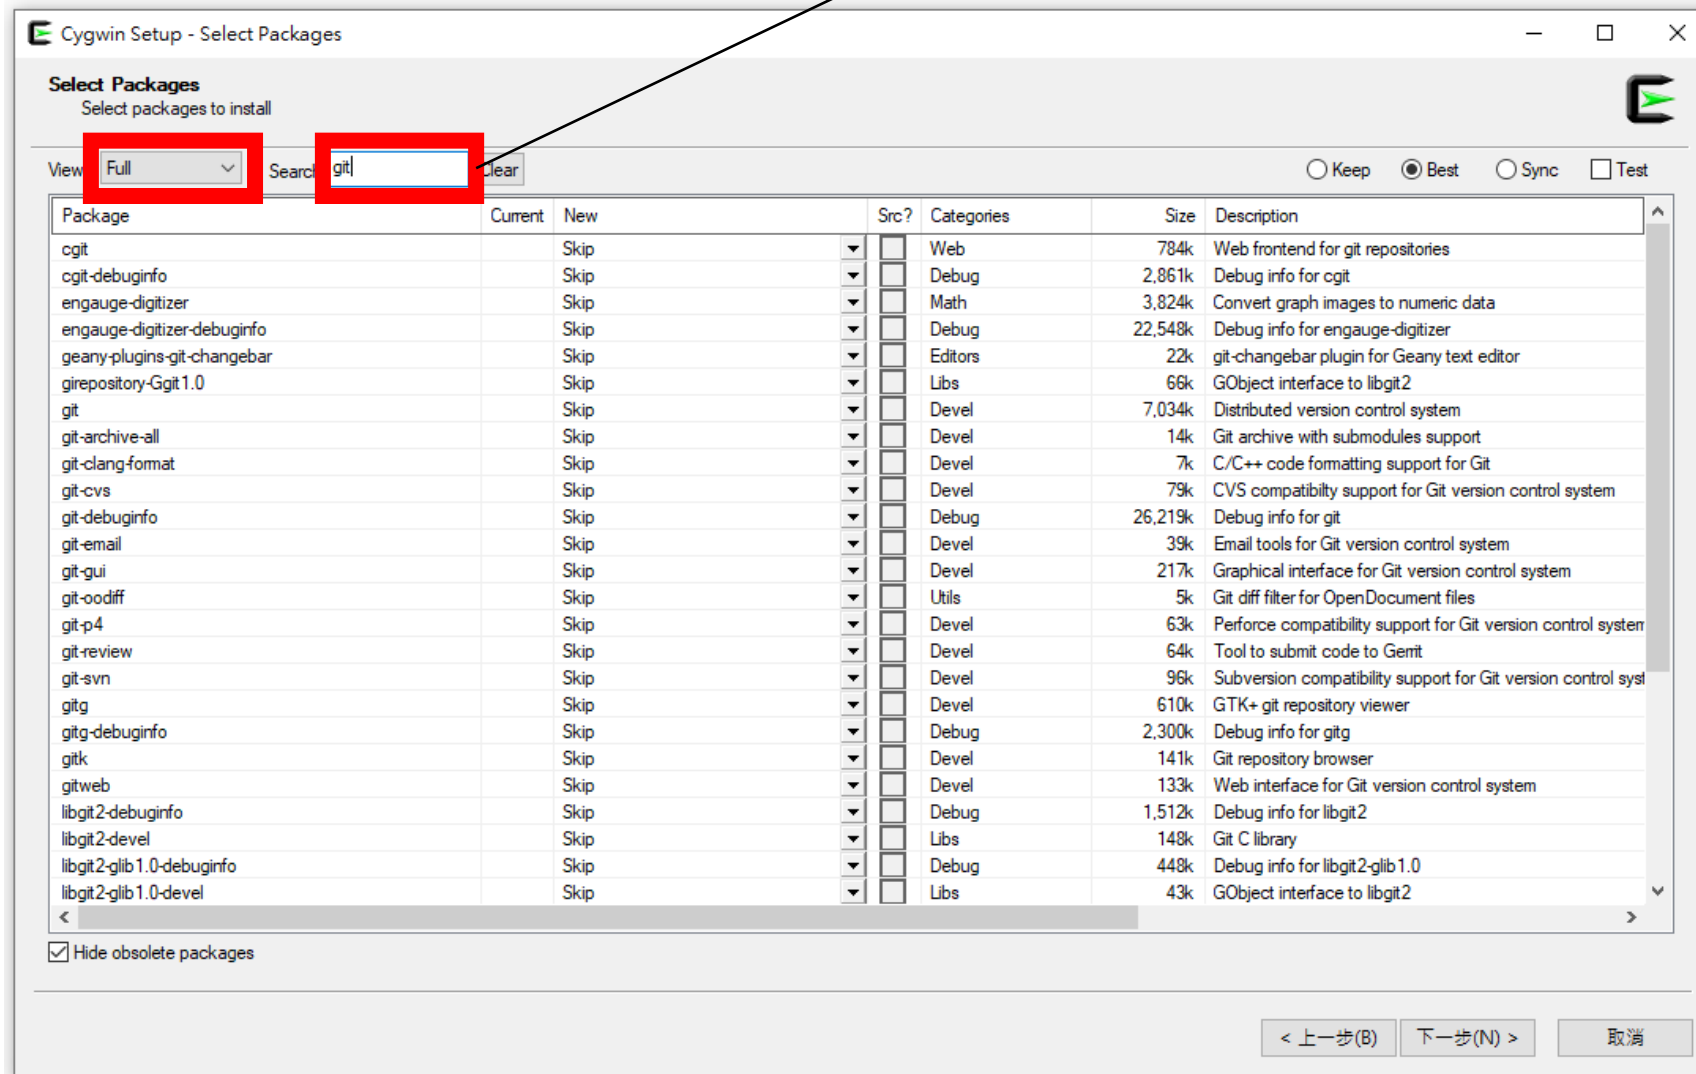 Cygwin Setup - Select Packages
Select Packages
Select packages to install
View Full Search git Clear Keep Best Sync Test
Package Current New Src? Categories Size Description
cgit Skip Web 784k Web frontend for git repositories
cgit-debuginfo Skip Debug 2,861k Debug info for cgit
engauge-digitizer Skip Math 3,824k Convert graph images to numeric data
engauge-digitizer-debuginfo Skip Debug 22,548k Debug info for engauge-digitizer
geany-plugins-git-changebar Skip Editors 22k git-changebar plugin for Geany text editor
girepository-Ggit1.0 Skip Libs 66k GObject interface to libgit2
git Skip Devel 7,034k Distributed version control system
git-archive-all Skip Devel 14k Git archive with submodules support
git-clang-format Skip Devel 7k C/C++ code formatting support for Git
git-cvs Skip Devel 79k CVS compatibilty support for Git version control system
git-debuginfo Skip Debug 26,219k Debug info for git
git-email Skip Devel 39k Email tools for Git version control system
git-gui Skip Devel 217k Graphical interface for Git version control system
git-oodiff Skip Utils 5k Git diff filter for OpenDocument files
git-p4 Skip Devel 63k Perforce compatibility support for Git version control system
git-review Skip Devel 64k Tool to submit code to Gerrit
git-svn Skip Devel 96k Subversion compatibility support for Git version control syst
gitg Skip Devel 610k GTK+ git repository viewer
gitg-debuginfo Skip Debug 2,300k Debug info for gitg
gitk Skip Devel 141k Git repository browser
gitweb Skip Devel 133k Web interface for Git version control system
libgit2-debuginfo Skip Debug 1,512k Debug info for libgit2
libgit2-devel Skip Libs 148k Git C library
libgit2-glib1.0-debuginfo Skip Debug 448k Debug info for libgit2-glib1.0
libgit2-glib1.0-devel Skip Libs 43k GObject interface to libgit2
Hide obsolete packages
< 上一步(B) 下一步(N) > 取消